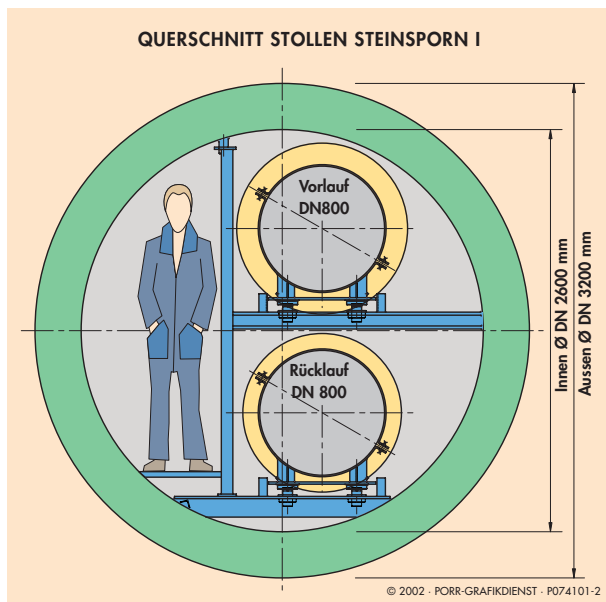 QUERSCHNITT STOLLEN STEINSPORN I
Vorlauf
DN800
Rücklauf
DN 800
Innen Ø DN 2600 mm
Aussen Ø DN 3200 mm
© 2002 · PORR-GRAFIKDIENST · P074101-2